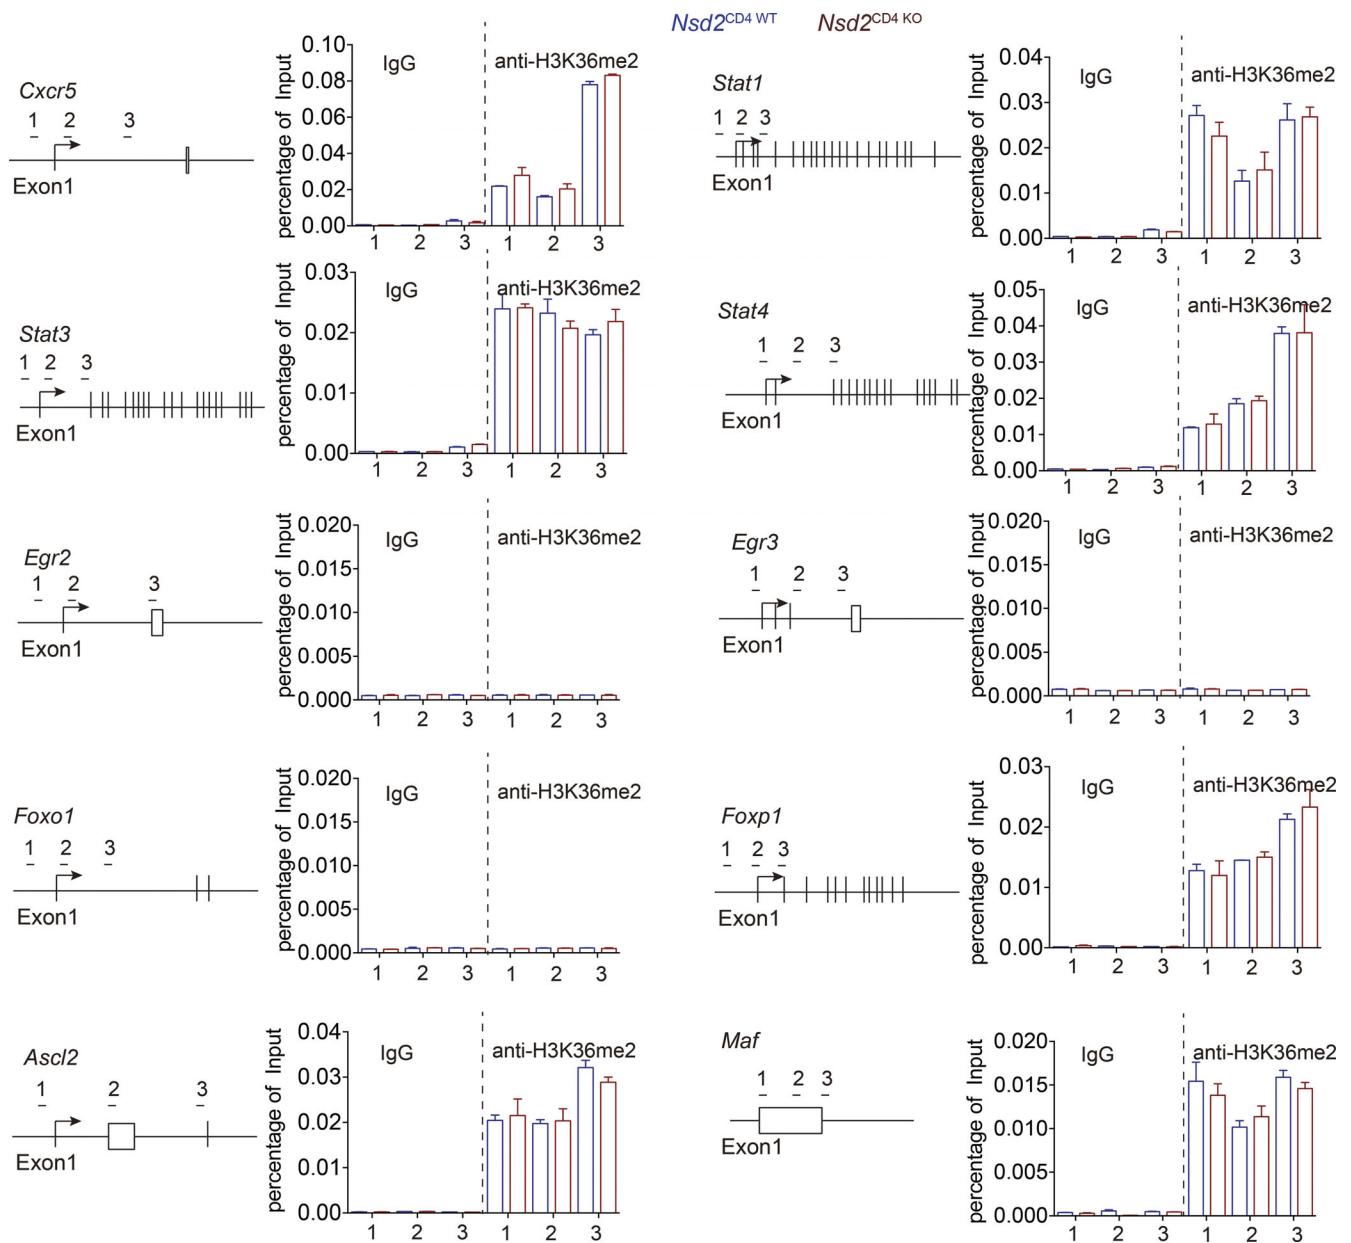 Nsd2CD4 WT Nsd2CD4 KO
Cxcr5
1 2 3
Exon1
percentage of Input
0.10
0.08
0.06
0.04
0.02
0.00
IgG anti-H3K36me2
1 2 3 1 2 3
Stat1
1 2 3
Exon1
percentage of Input
0.04
0.03
0.02
0.01
0.00
IgG anti-H3K36me2
1 2 3 1 2 3
Stat3
1 2 3
Exon1
percentage of Input
0.03
0.02
0.01
0.00
IgG anti-H3K36me2
1 2 3 1 2 3
Stat4
1 2 3
Exon1
percentage of Input
0.05
0.04
0.03
0.02
0.01
0.00
IgG anti-H3K36me2
1 2 3 1 2 3
Egr2
1 2 3
Exon1
percentage of Input
0.020
0.015
0.010
0.005
0.000
IgG anti-H3K36me2
1 2 3 1 2 3
Egr3
1 2 3
Exon1
percentage of Input
0.020
0.015
0.010
0.005
0.000
IgG anti-H3K36me2
1 2 3 1 2 3
Foxo1
1 2 3
Exon1
percentage of Input
0.020
0.015
0.010
0.005
0.000
IgG anti-H3K36me2
1 2 3 1 2 3
Foxp1
1 2 3
Exon1
percentage of Input
0.03
0.02
0.01
0.00
IgG anti-H3K36me2
1 2 3 1 2 3
Ascl2
1 2 3
Exon1
percentage of Input
0.04
0.03
0.02
0.01
0.00
IgG anti-H3K36me2
1 2 3 1 2 3
Maf
1 2 3
Exon1
percentage of Input
0.020
0.015
0.010
0.005
0.000
IgG anti-H3K36me2
1 2 3 1 2 3